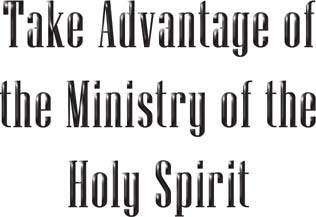 Take Advantage of
the Ministry of the
Holy Spirit